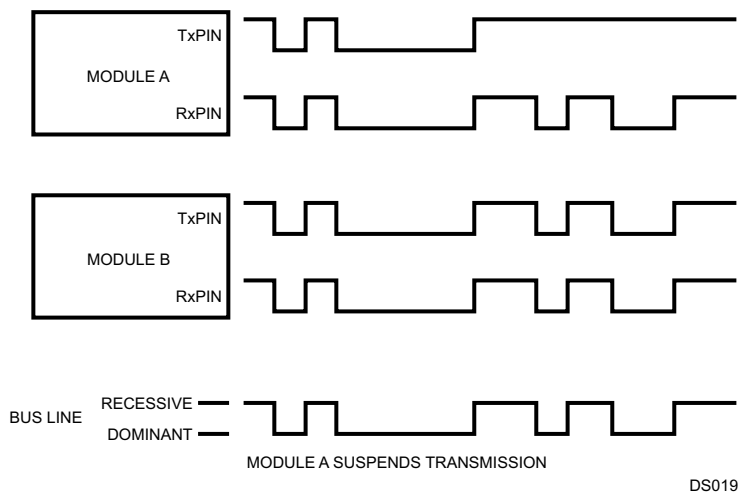 TxPIN
MODULE A
RxPIN
TxPIN
MODULE B
RxPIN
RECESSIVE
BUS LINE
DOMINANT
MODULE A SUSPENDS TRANSMISSION
DS019